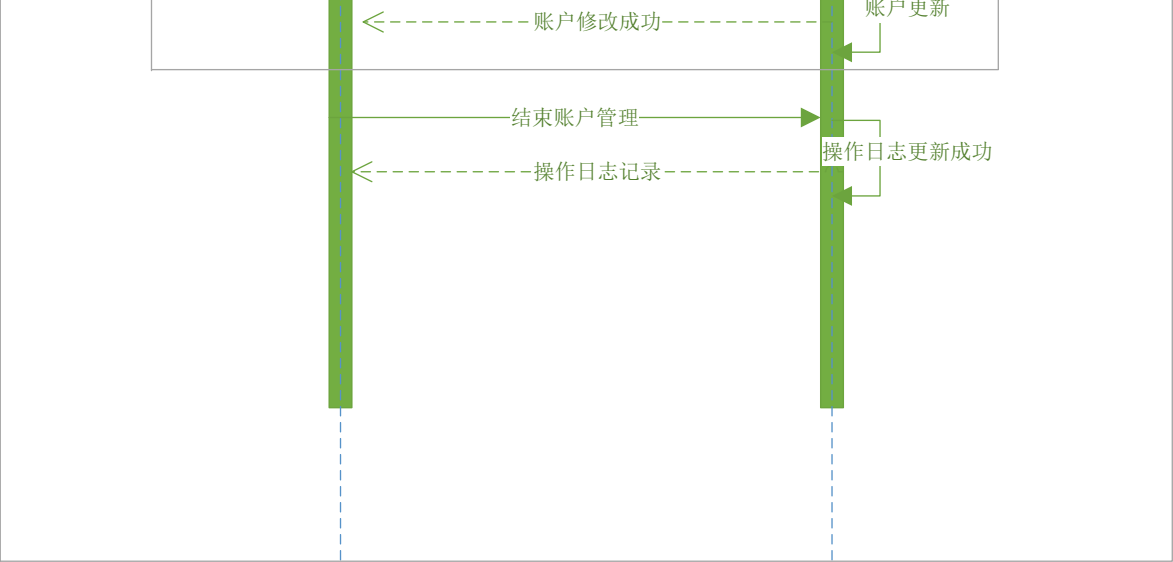 账户更新
账户修改成功
结束账户管理
操作日志更新成功
操作日志记录